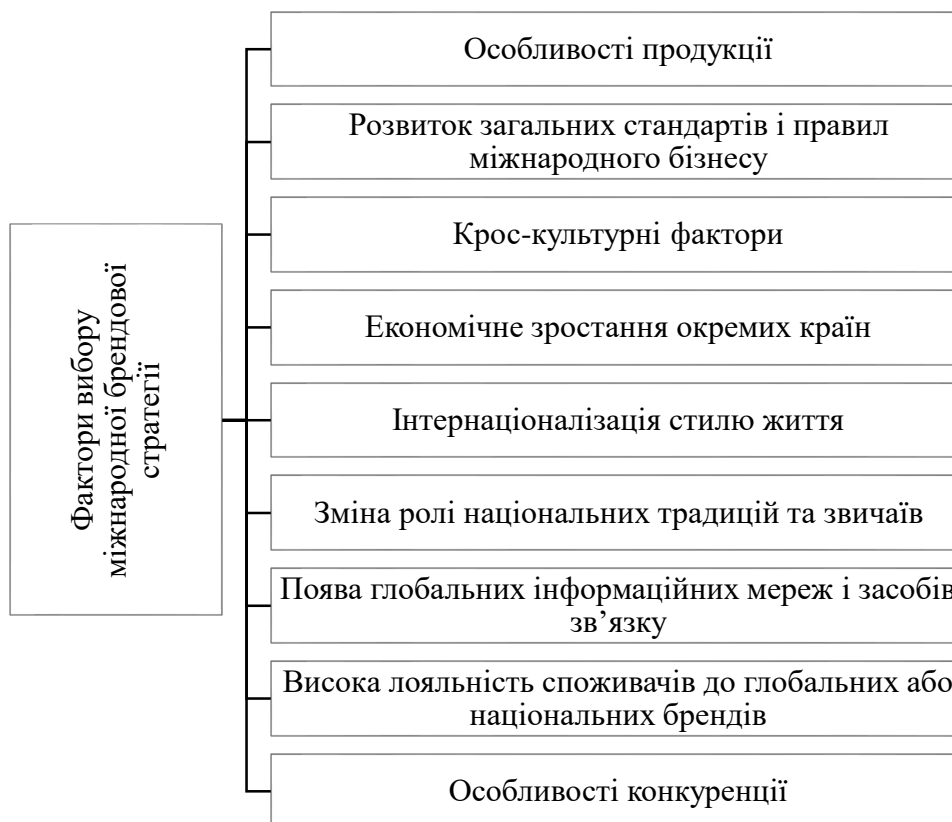 Фактори вибору
міжнародної брендової
стратегії
Особливості продукції
Розвиток загальних стандартів і правил
міжнародного бізнесу
Крос-культурні фактори
Економічне зростання окремих країн
Інтернаціоналізація стилю життя
Зміна ролі національних традицій та звичаїв
Поява глобальних інформаційних мереж і засобів
зв’язку
Висока лояльність споживачів до глобальних або
національних брендів
Особливості конкуренції